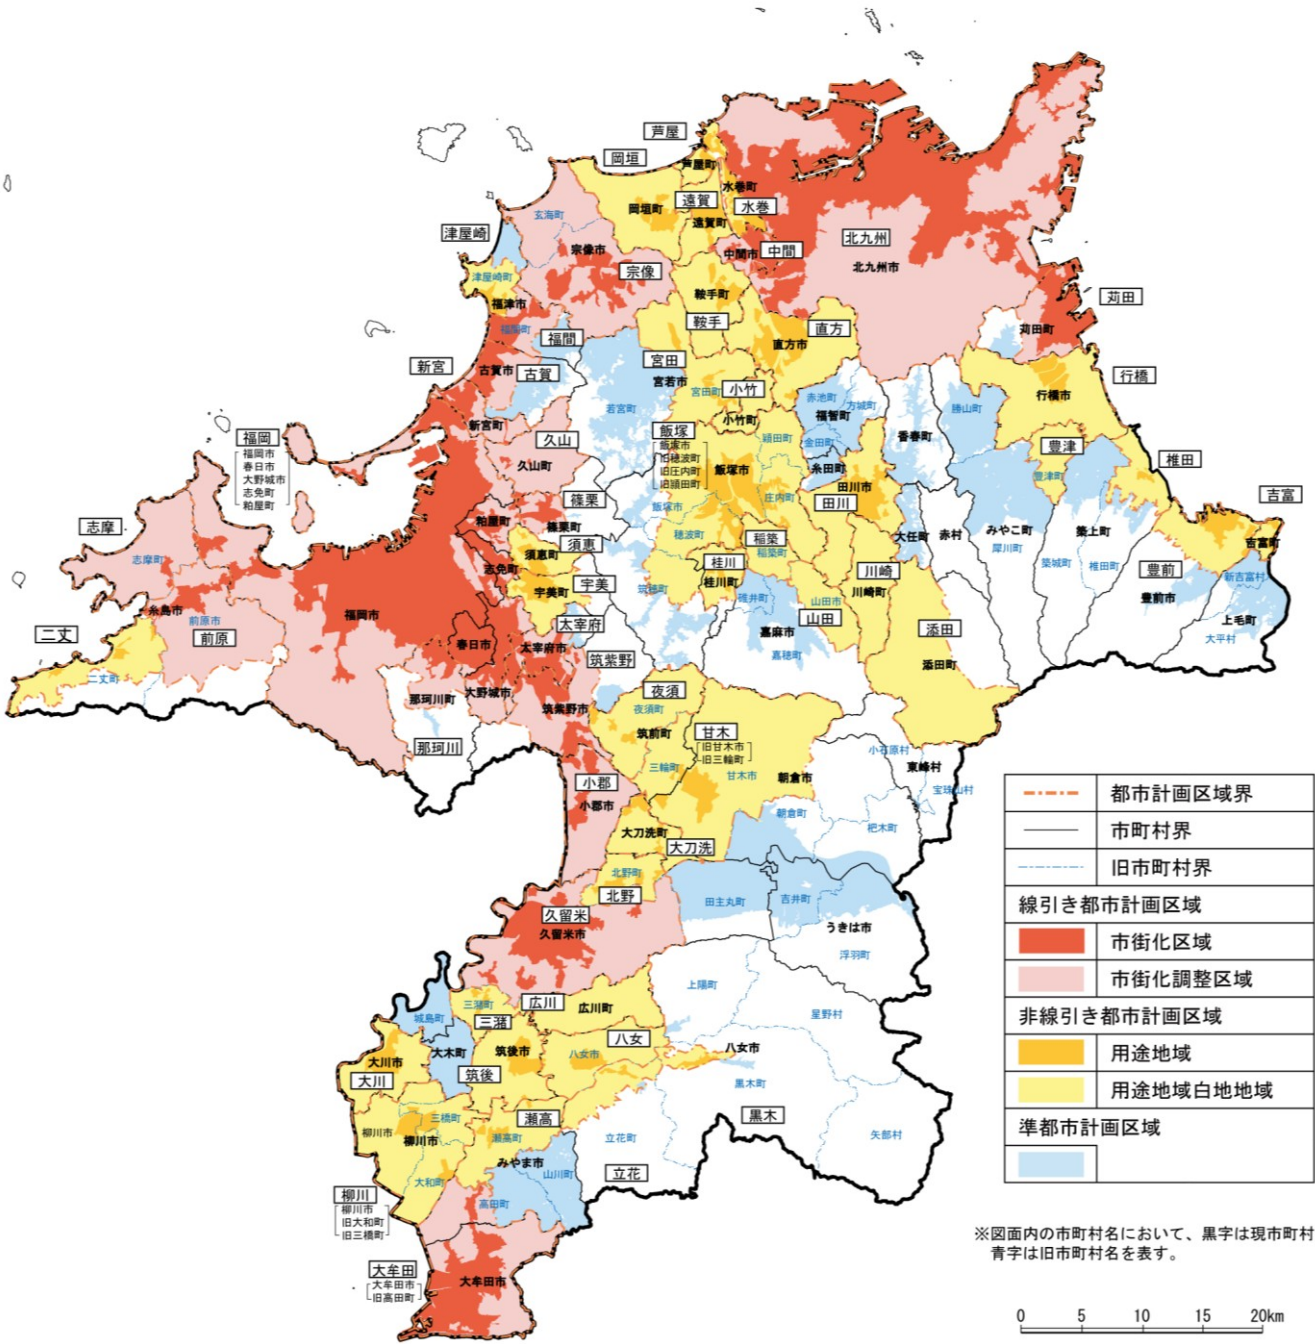 芦屋
岡垣
芦屋町
水巻町
遠賀
水巻
岡垣町
遠賀町
玄海町
津屋崎
宗像市
中間市
中間
北九州
北九州市
宗像
津屋崎町
福津市
鞍手町
苅田
鞍手
直方
福間町
福間
苅田町
直方市
新宮
古賀市
古賀
宮田
宮若市
行橋
宮田町
小竹
赤池町
方城町
勝山町
行橋市
若宮町
福智町
小竹町
新宮町
飯塚
飯塚市
旧穂波町
旧庄内町
旧頴田町
頴田町
金田町
香春町
福岡
福岡市
春日市
大野城市
志免町
粕屋町
久山
豊津
椎田
久山町
飯塚市
糸田町
豊津町
田川市
吉富
篠栗
庄内町
田川
志摩
粕屋町
篠栗町
飯塚市
須恵
穂波町
稲築
大任町
赤村
みやこ町
築上町
吉富町
須恵町
稲築町
犀川町
志摩町
志免町
桂川
川崎
築城町
椎田町
豊前
新吉富村
宇美
宇美町
筑穂町
桂川町
川崎町
碓井町
山田市
豊前市
糸島市
前原市
福岡市
太宰府
嘉麻市
山田
上毛町
二丈
前原
春日市
太宰府市
添田
大平村
嘉穂町
筑紫野
添田町
二丈町
那珂川町
大野城市
夜須
筑紫野市
夜須町
筑前町
甘木
旧甘木市
旧三輪町
那珂川
小石原村
三輪町
甘木市
朝倉市
東峰村
小郡
宝珠山村
小郡市
朝倉町
杷木町
大刀洗町
大刀洗
北野町
北野
田主丸町
吉井町
久留米
久留米市
うきは市
浮羽町
上陽町
三潴町
広川
広川町
城島町
三潴
星野村
大木町
筑後市
八女
八女市
大川市
八女市
大川
筑後
黒木町
三橋町
瀬高
黒木
柳川市
柳川市
瀬高町
立花町
矢部村
みやま市
山川町
大和町
立花
柳川
柳川市
旧大和町
旧三橋町
高田町
大牟田
大牟田市
旧高田町
大牟田市
都市計画区域界
市町村界
旧市町村界
線引き都市計画区域
市街化区域
市街化調整区域
非線引き都市計画区域
用途地域
用途地域白地地域
準都市計画区域
※図面内の市町村名において、黒字は現市町村
青字は旧市町村名を表す。
0 5 10 15 20km